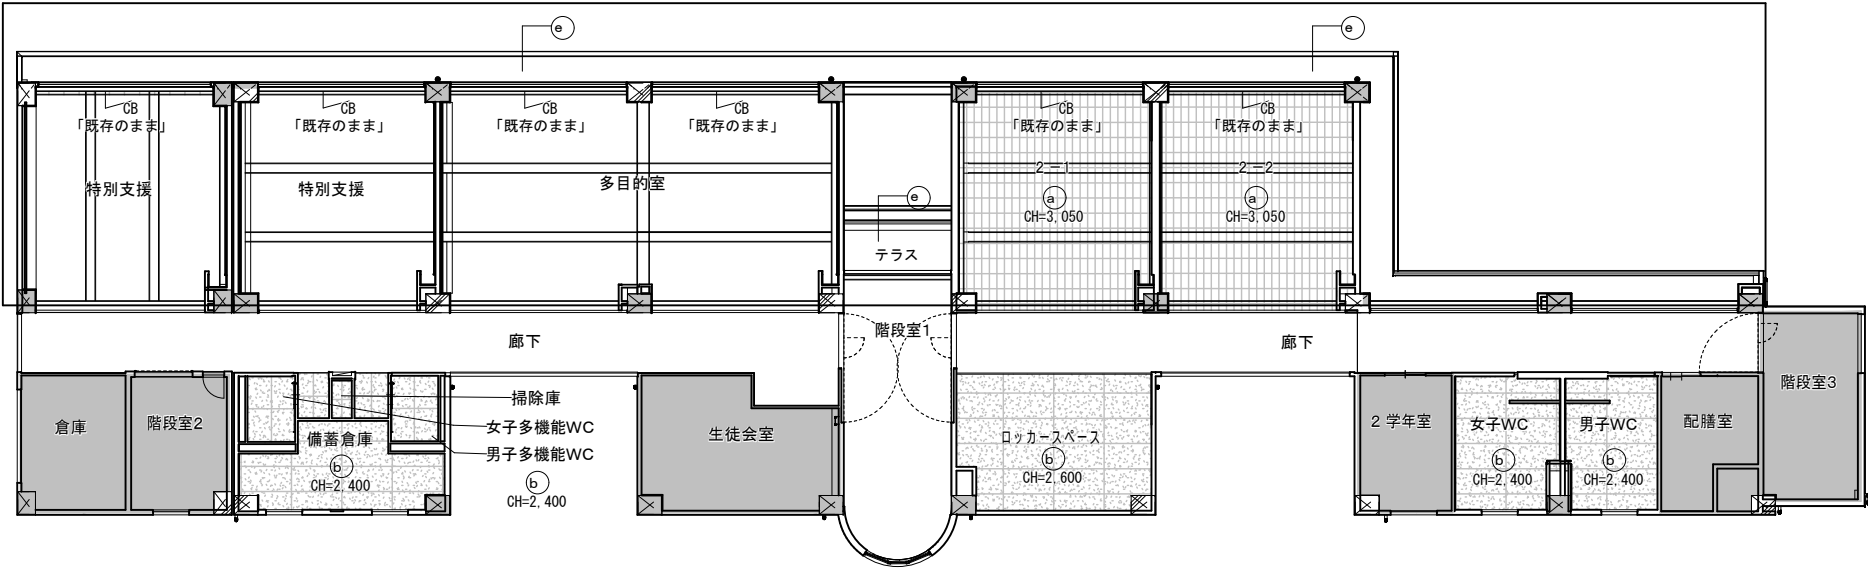 e
e
CB
「既存のまま」
CB
「既存のまま」
CB
「既存のまま」
CB
「既存のまま」
CB
「既存のまま」
CB
「既存のまま」
特別支援
特別支援
多目的室
e
テラス
2－1
a
CH=3,050
2－2
a
CH=3,050
廊下
階段室1
廊下
倉庫
階段室2
備蓄倉庫
b
CH=2,400
掃除庫
女子多機能WC
男子多機能WC
b
CH=2,400
生徒会室
ロッカースペース
b
CH=2,600
2 学年室
女子WC
b
CH=2,400
男子WC
b
CH=2,400
配膳室
階段室3